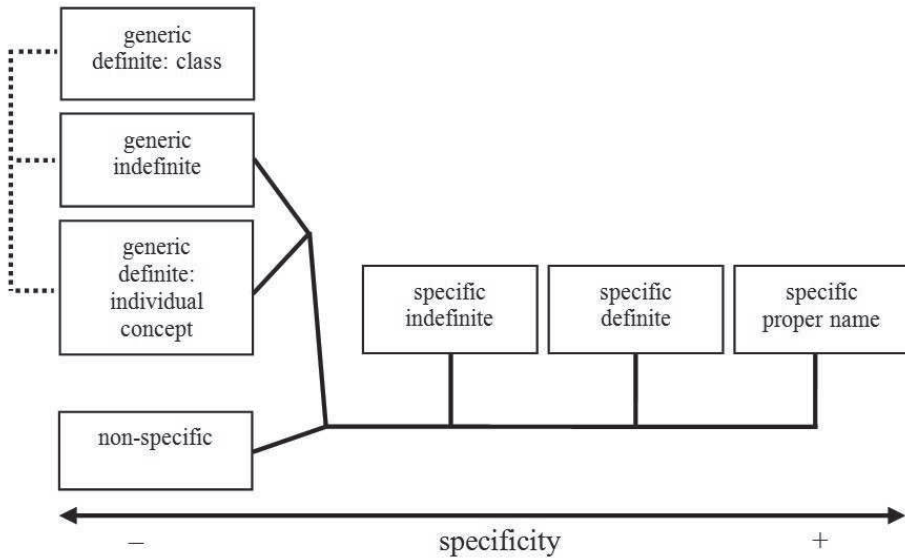 generic
definite: class
generic
indefinite
generic
definite:
individual
concept
specific
indefinite
specific
definite
specific
proper name
non-specific
– specificity +